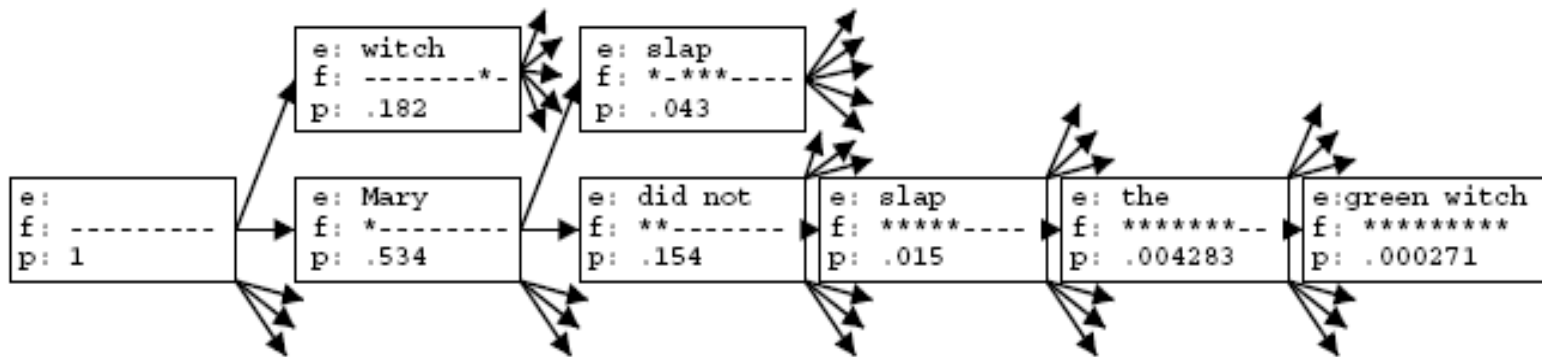 e: witch
f: -------*-
p: .182
e: slap
f: *-***----
p: .043
e:
f: ---------
p: 1
e: Mary
f: *--------
p: .534
e: did not
f: **-------
p: .154
e: slap
f: *****----
p: .015
e: the
f: *******--
p: .004283
e:green witch
f: *********
p: .000271